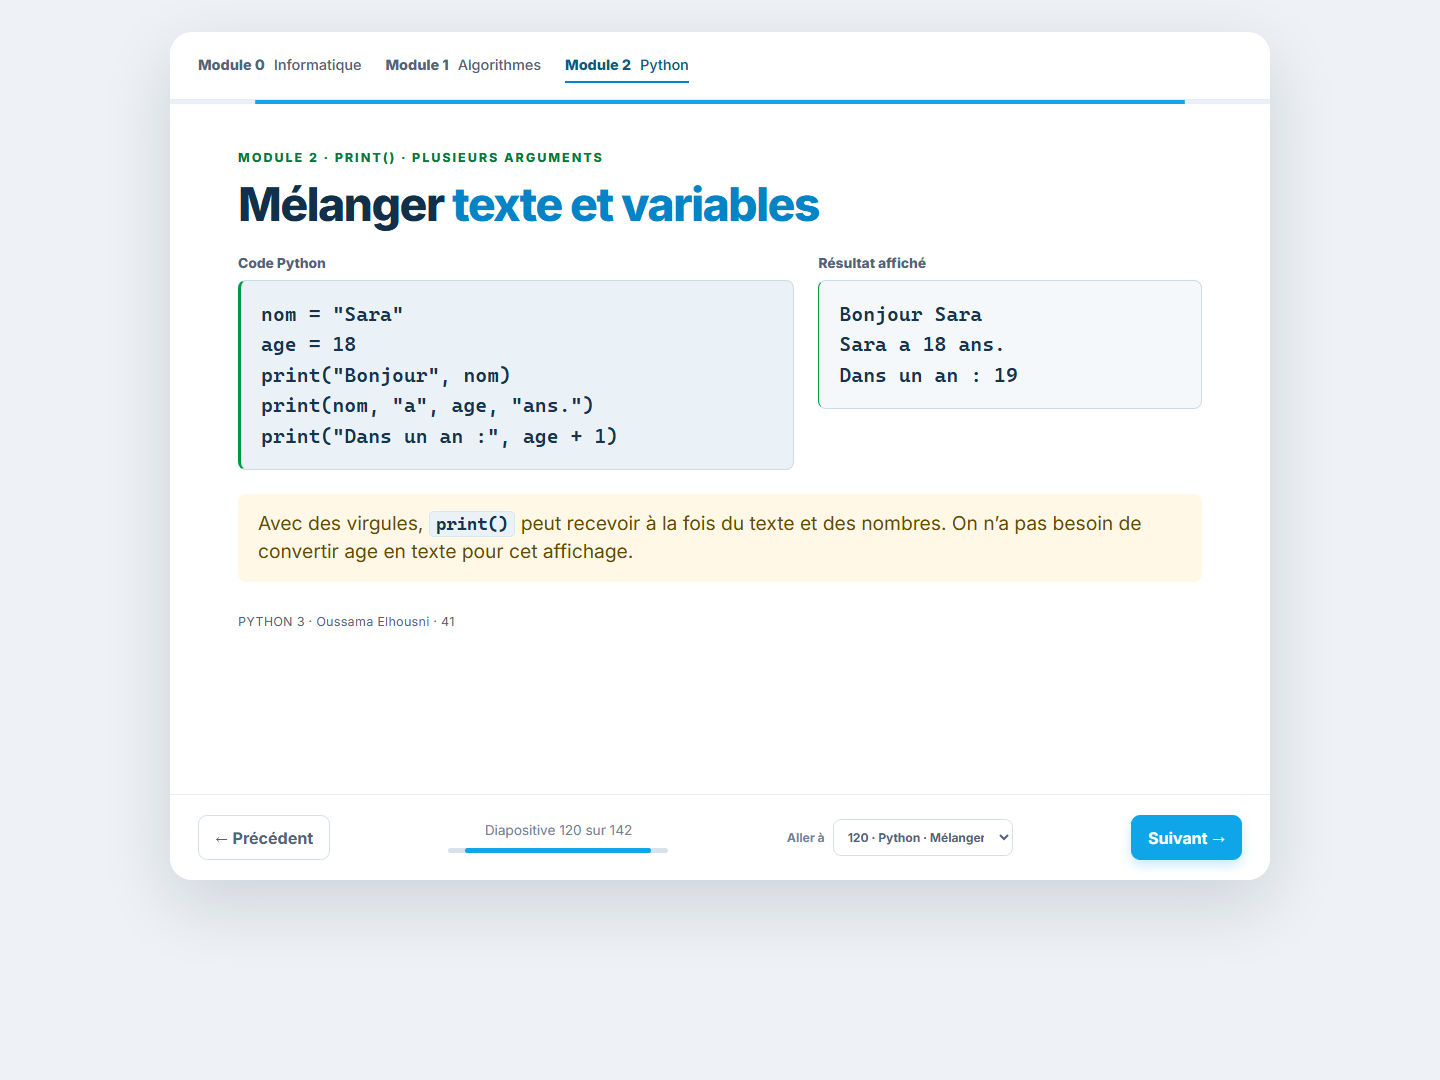 Module 0 Informatique Module 1 Algorithmes Module 2 Python
MODULE 2 · PRINT() · PLUSIEURS ARGUMENTS
Mélanger texte et variables
Code Python
nom = "Sara"
age = 18
print("Bonjour", nom)
print(nom, "a", age, "ans.")
print("Dans un an :", age + 1)
Résultat affiché
Bonjour Sara
Sara a 18 ans.
Dans un an : 19
Avec des virgules, print() peut recevoir à la fois du texte et des nombres. On n’a pas besoin de
convertir age en texte pour cet affichage.
PYTHON 3 · Oussama Elhousni · 41
← Précédent
Diapositive 120 sur 142
Aller à 120 · Python · Mélanger
Suivant →